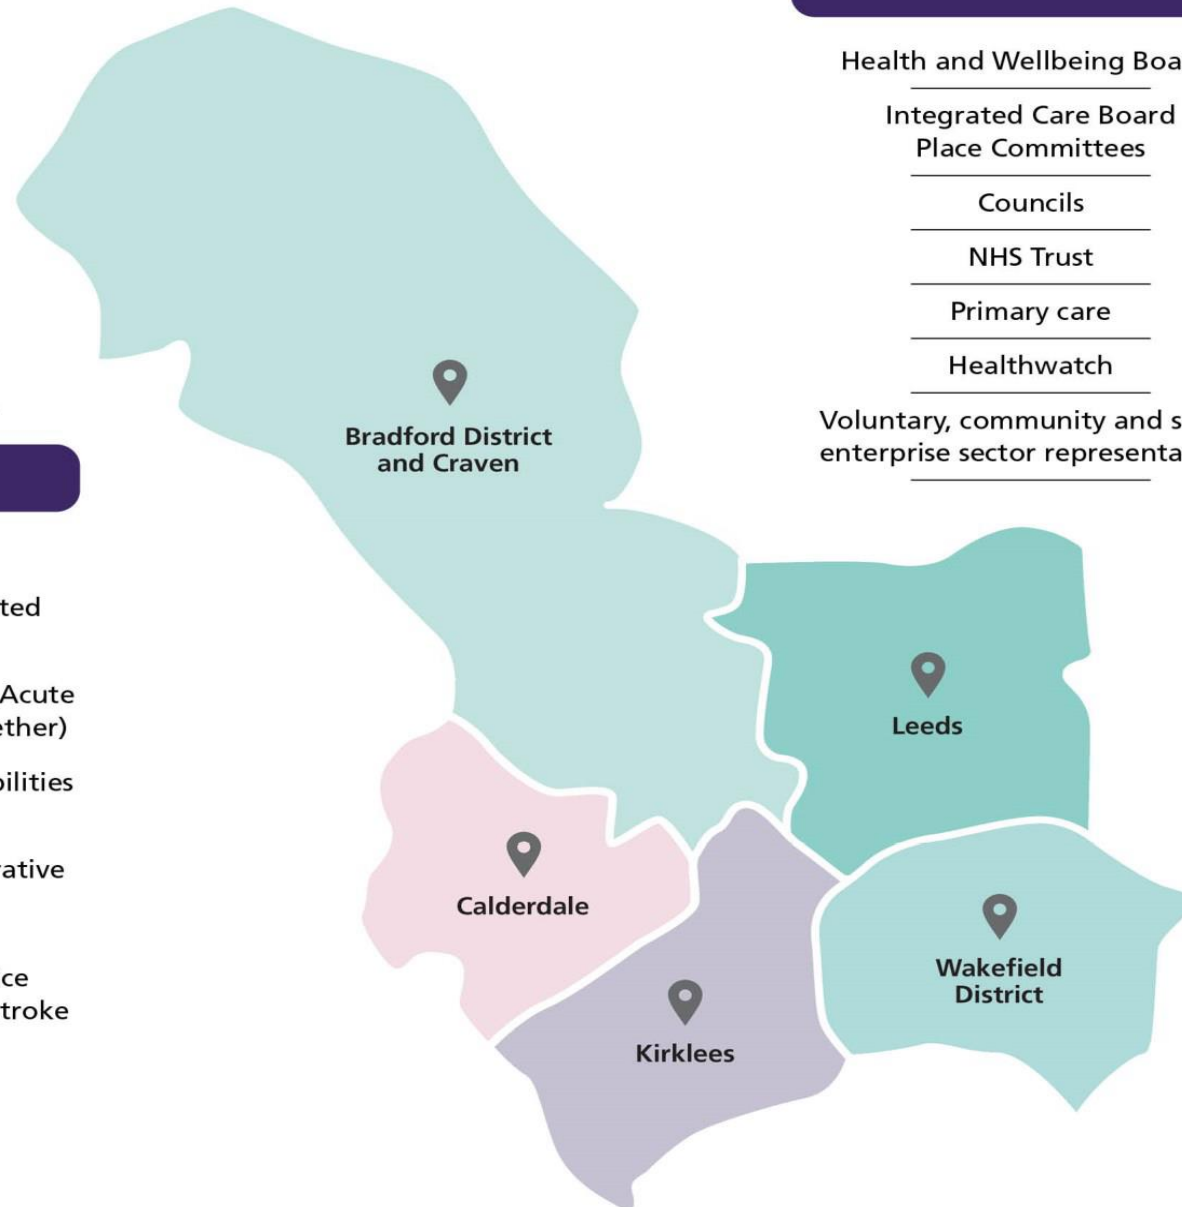 Health and Wellbeing Boa
Integrated Care Board
Place Committees
Councils
NHS Trust
Primary care
Healthwatch
Voluntary, community and s
enterprise sector representa
Bradford District
and Craven
ted
Acute
ether)
bilities
rative
ce
troke
Leeds
Calderdale
Wakefield
District
Kirklees